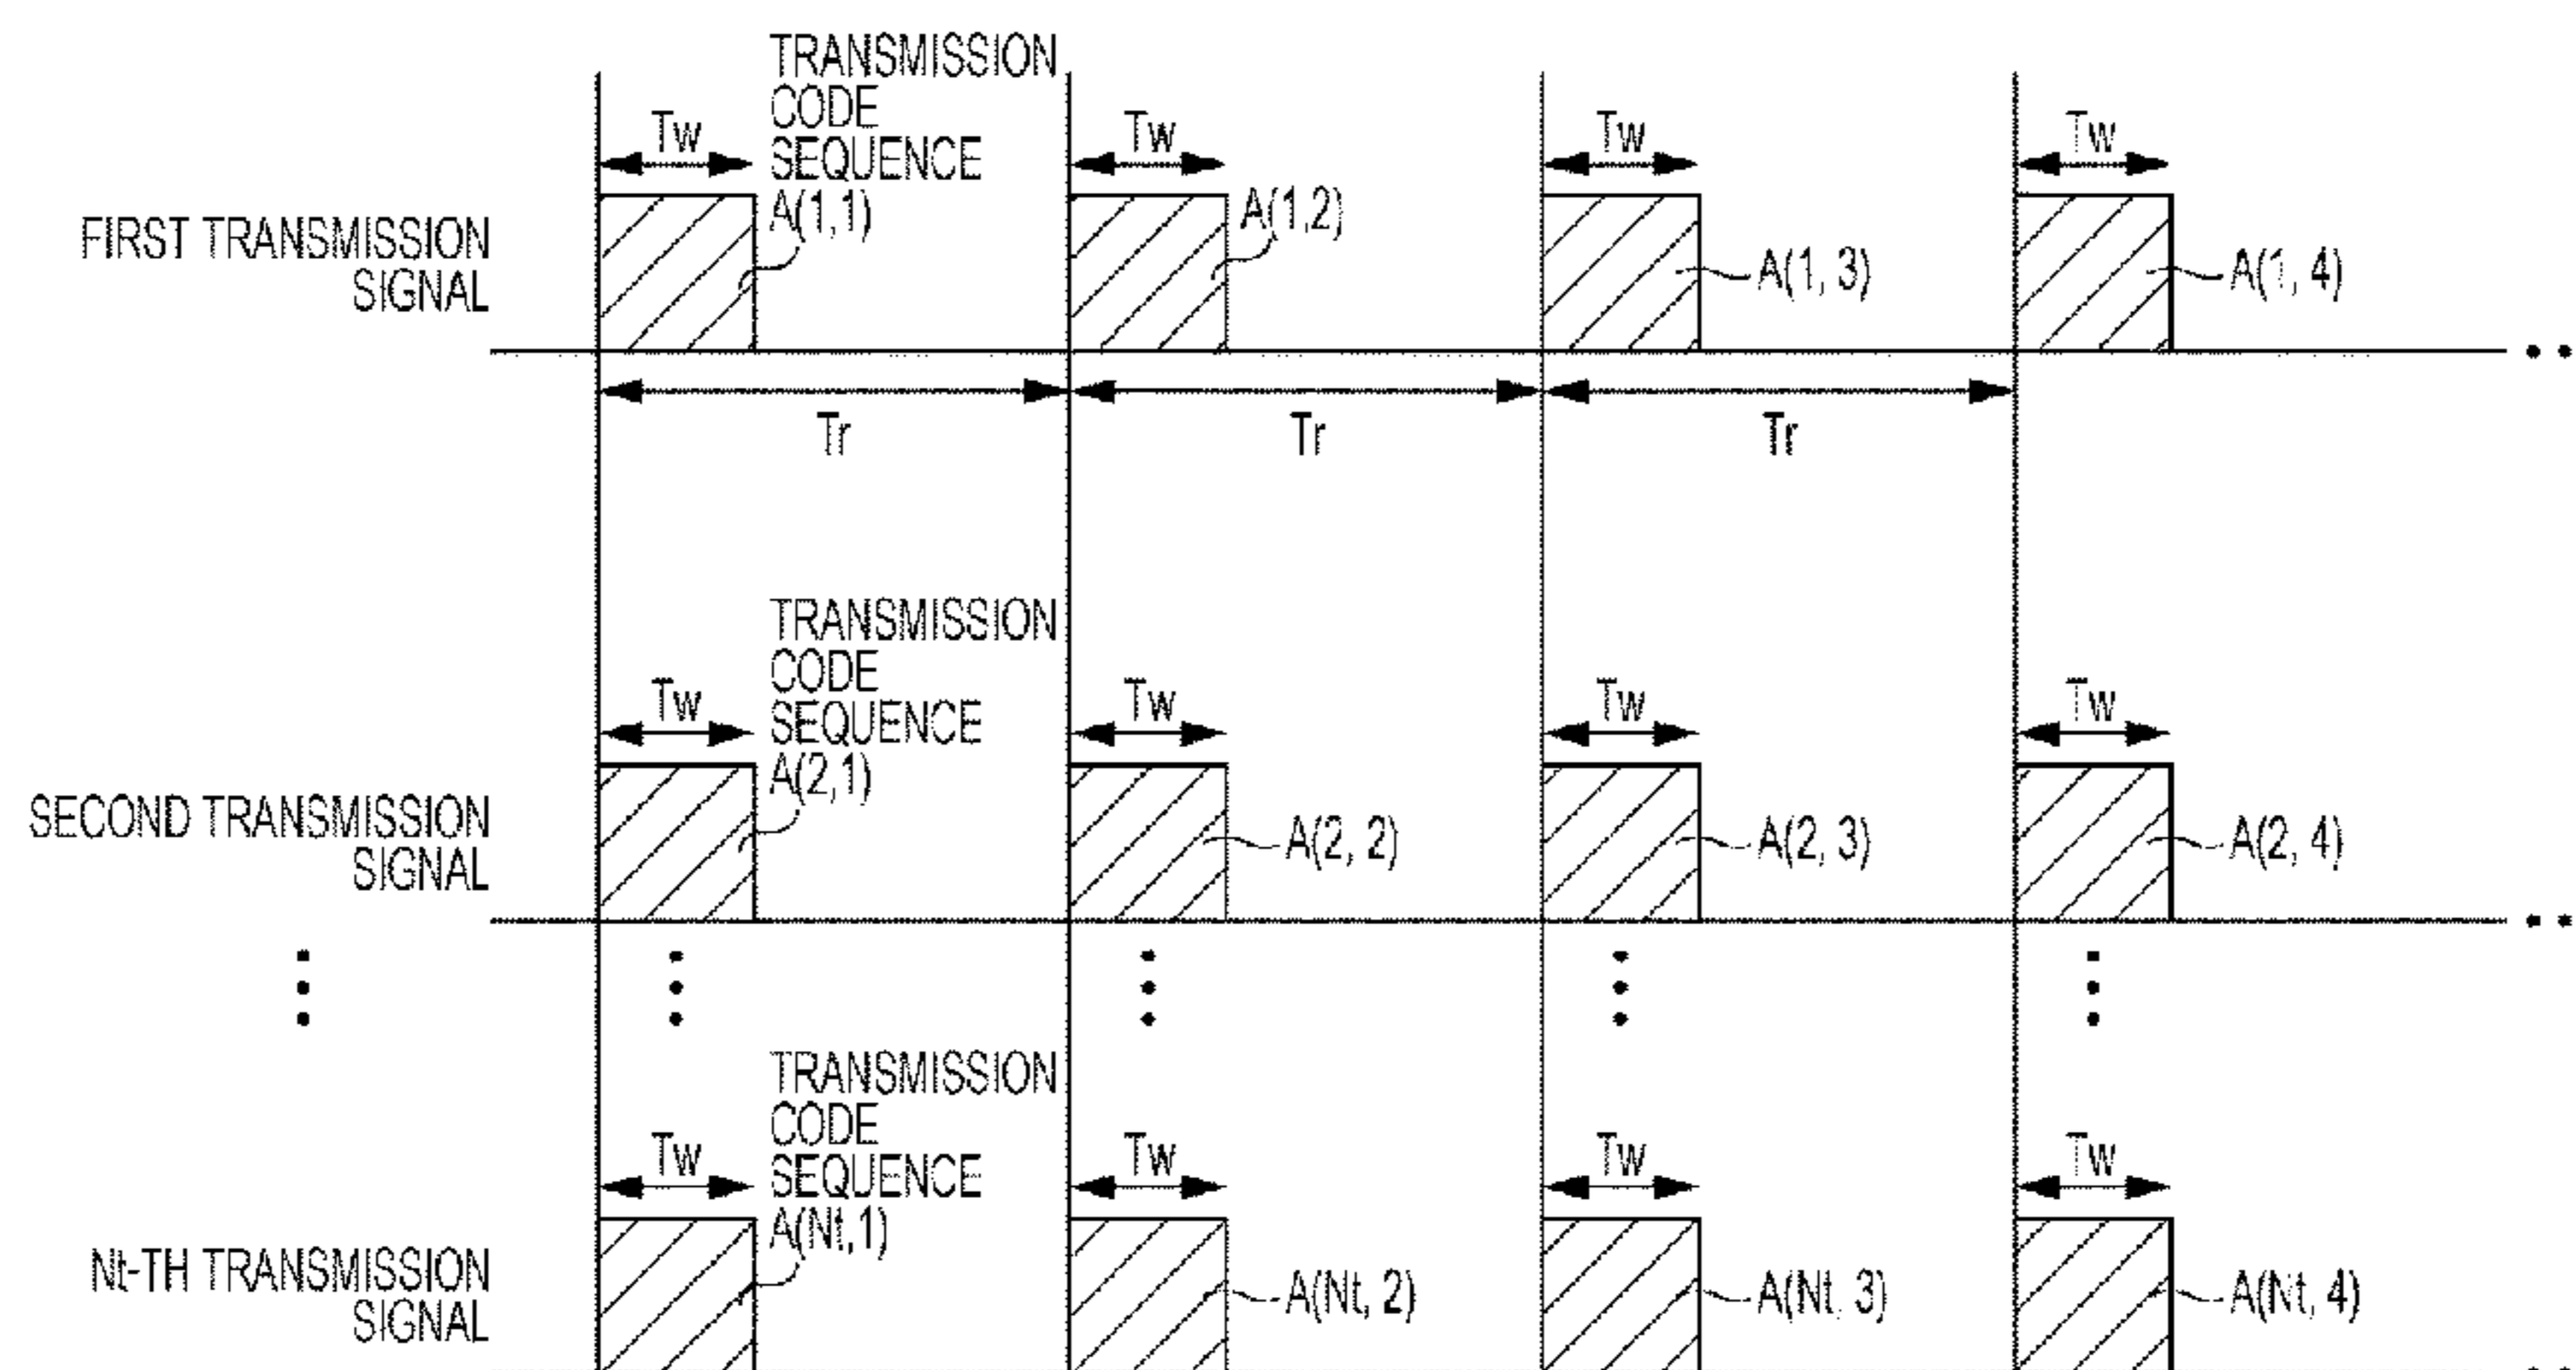 TRANSMISSION
CODE
SEQUENCE
A(1,1)
Tw
Tw
Tw
Tw
A(1,2)
FIRST TRANSMISSION
SIGNAL
A(1, 3)
A(1, 4)
Tr
Tr
Tr
TRANSMISSION
CODE
SEQUENCE
A(2,1)
Tw
Tw
Tw
Tw
SECOND TRANSMISSION
SIGNAL
A(2, 2)
A(2, 3)
A(2, 4)
TRANSMISSION
CODE
SEQUENCE
A(Nt,1)
Tw
Tw
Tw
Tw
Nt-TH TRANSMISSION
SIGNAL
A(Nt, 2)
A(Nt, 3)
A(Nt, 4)